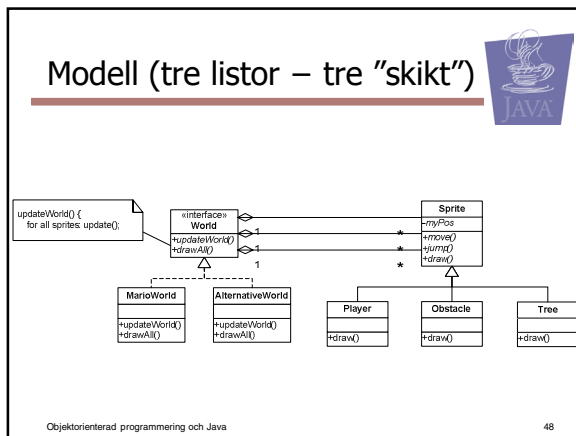 Modell (tre listor – tre ”skikt”)
JAVA
updateWorld() {
for all sprites: update();
«interface»
World
+updateWorld()
+drawAll()
1
*
1
*
1
*
Sprite
-myPos
+move()
+jump()
+draw()
MarioWorld
+updateWorld()
+drawAll()
AlternativeWorld
+updateWorld()
+drawAll()
Player
+draw()
Obstacle
+draw()
Tree
+draw()
Objektorienterad programmering och Java
48